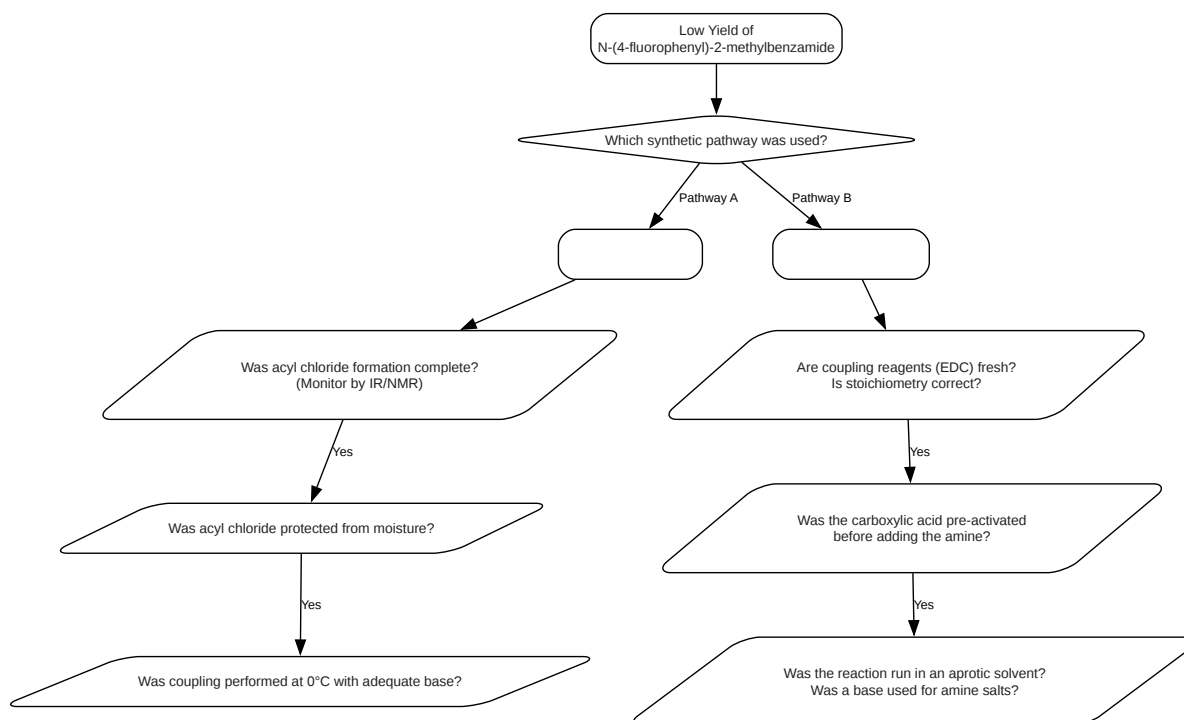 Low Yield of
N-(4-fluorophenyl)-2-methylbenzamide
Which synthetic pathway was used?
Pathway A
Pathway B
Was acyl chloride formation complete?
(Monitor by IR/NMR)
Are coupling reagents (EDC) fresh?
Is stoichiometry correct?
Yes
Yes
Was acyl chloride protected from moisture?
Was the carboxylic acid pre-activated
before adding the amine?
Yes
Yes
Was coupling performed at 0°C with adequate base?
Was the reaction run in an aprotic solvent?
Was a base used for amine salts?